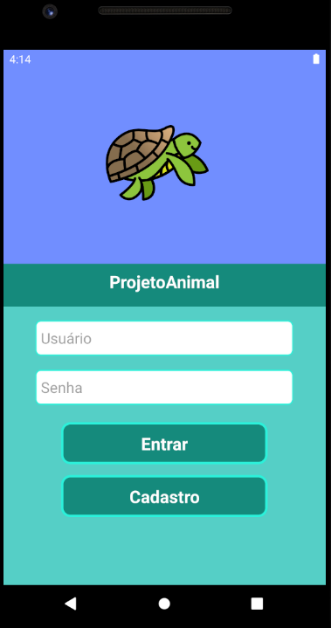 4:14
ProjetoAnimal
Usuário
Senha
Entrar
Cadastro